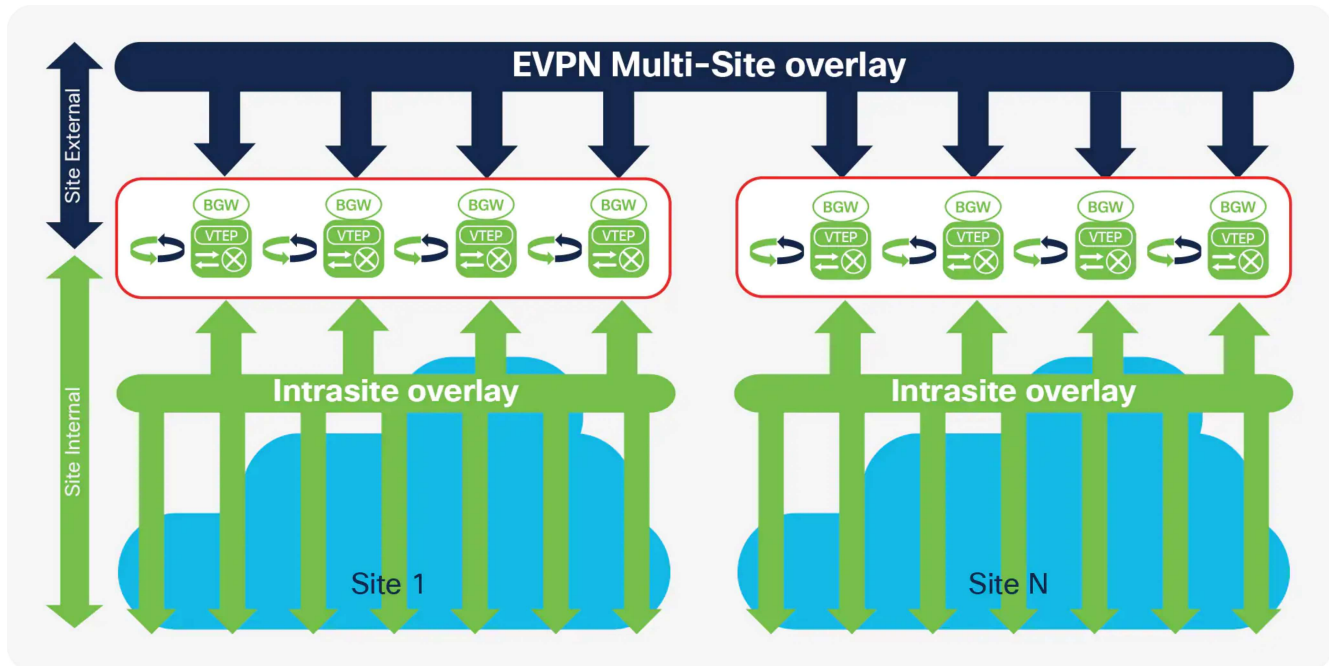 EVPN Multi-Site overlay
Site External
BGW
BGW
BGW
BGW
BGW
BGW
BGW
BGW
VTEP
VTEP
VTEP
VTEP
VTEP
VTEP
VTEP
VTEP
Intrasite overlay
Intrasite overlay
Site Internal
Site 1
Site N